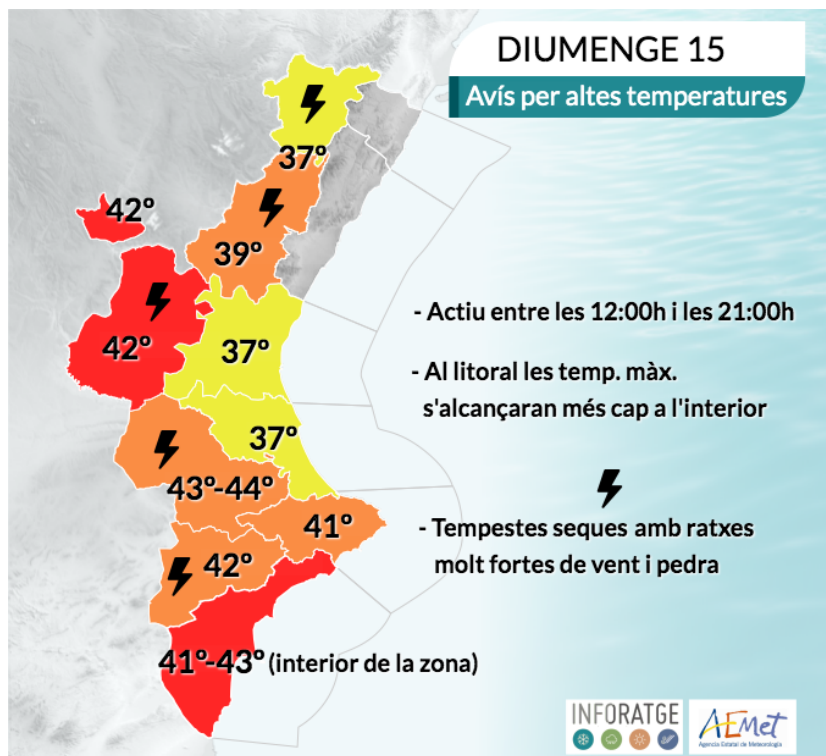 DIUMENGE 15
Avís per altes temperatures
37º
42º
39º
42º
37º
- Actiu entre les 12:00h i les 21:00h
- Al litoral les temp. màx.
s'alcançaran més cap a l'interior
37º
43º-44º
41º
42º
- Tempestes seques amb ratxes
molt fortes de vent i pedra
41º-43º (interior de la zona)
INFORATGE
AEMet
Agencia Estatal de Meteorología